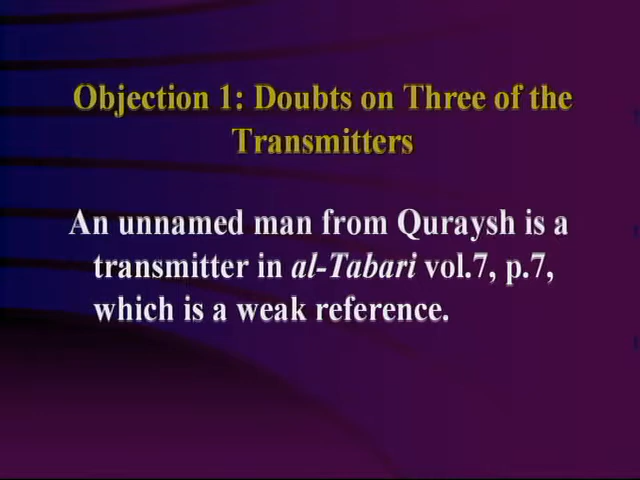 Objection 1: Doubts on Three of the
Transmitters
An unnamed man from Quraysh is a
transmitter in al-Tabari vol.7, p.7,
which is a weak reference.